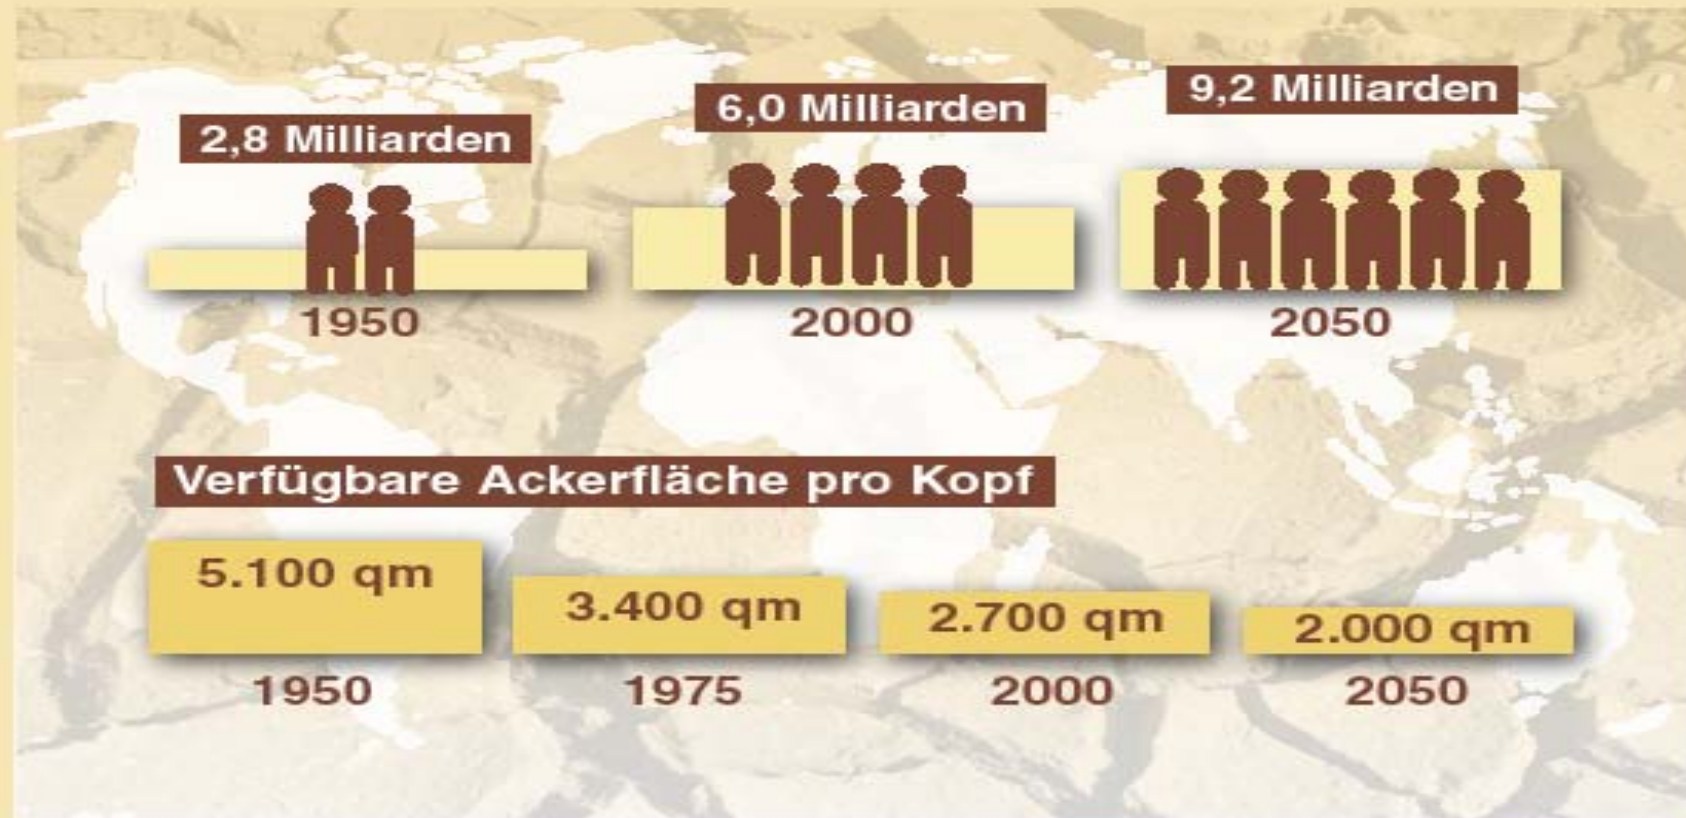 2,8 Milliarden
6,0 Milliarden
9,2 Milliarden
1950
2000
2050
Verfügbare Ackerfläche pro Kopf
5.100 qm
3.400 qm
2.700 qm
2.000 qm
1950
1975
2000
2050